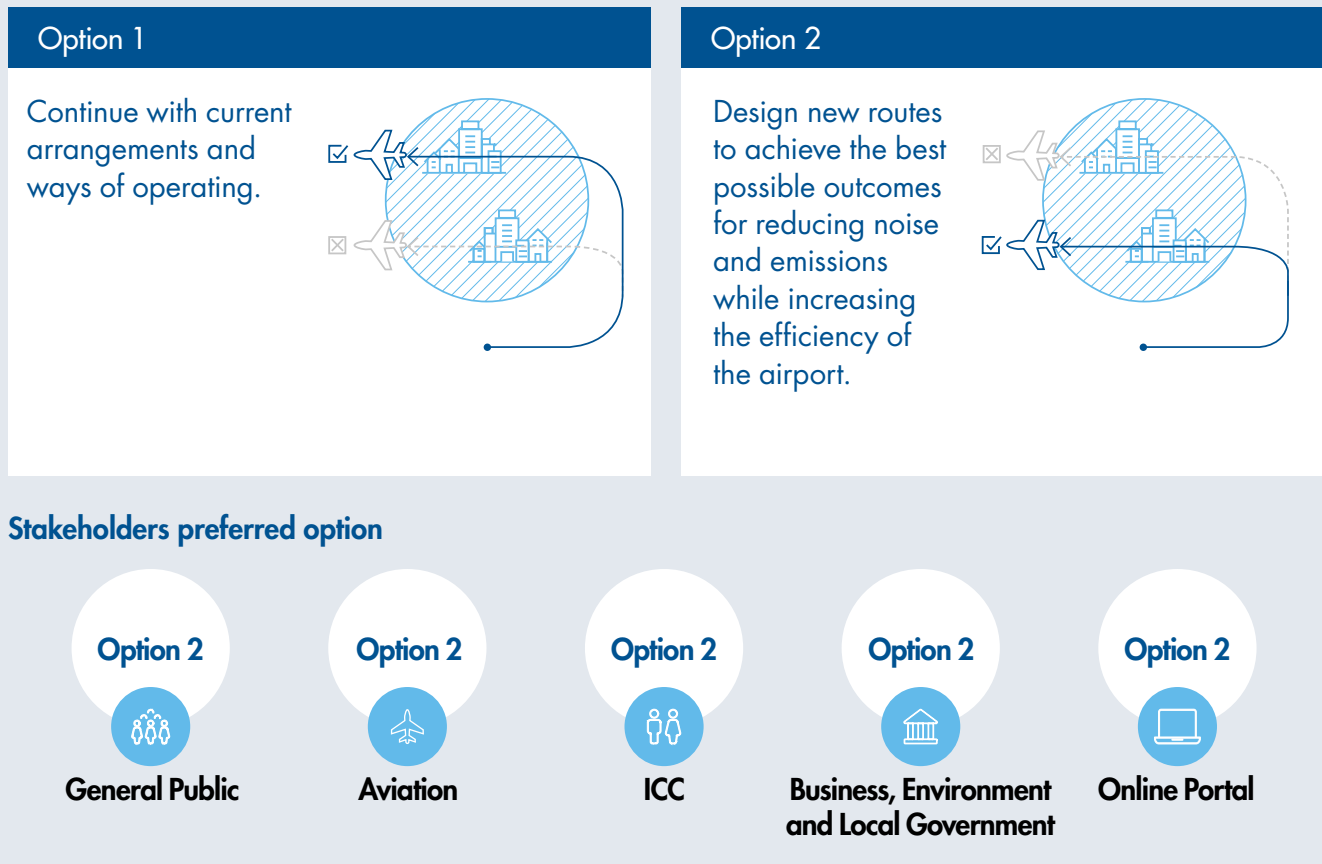 Option 1
Continue with current
arrangements and
ways of operating.
Option 2
Design new routes
to achieve the best
possible outcomes
for reducing noise
and emissions
while increasing
the efficiency of
the airport.
Stakeholders preferred option
Option 2
General Public
Option 2
Aviation
Option 2
ICC
Option 2
Business, Environment
and Local Government
Option 2
Online Portal